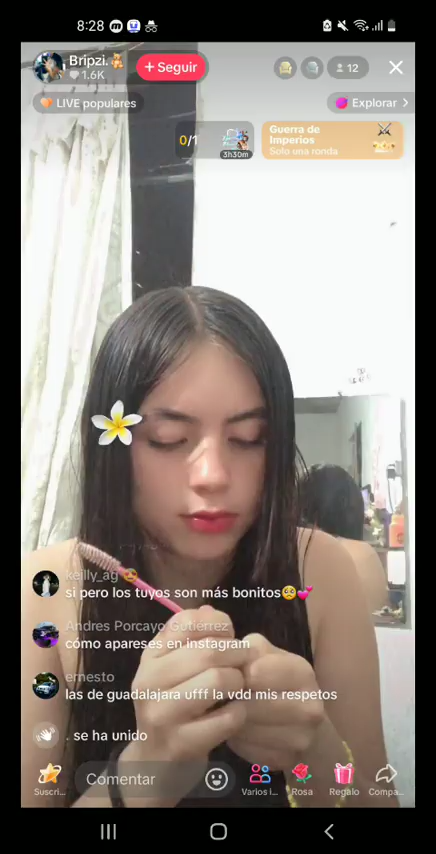 8:28
Bripzi.
1.6K
+ Seguir
12
LIVE populares
Explorar
0/1
3h30m
Guerra de
Imperios
Solo una ronda
keilly_ag
si pero los tuyos son más bonitos
Andres Porcayo Gutiérrez
cómo apareses en instagram
ernesto
las de guadalajara ufff la vdd mis respetos
. se ha unido
Comentar
Suscri...
Varios i...
Rosa
Regalo
Compa...